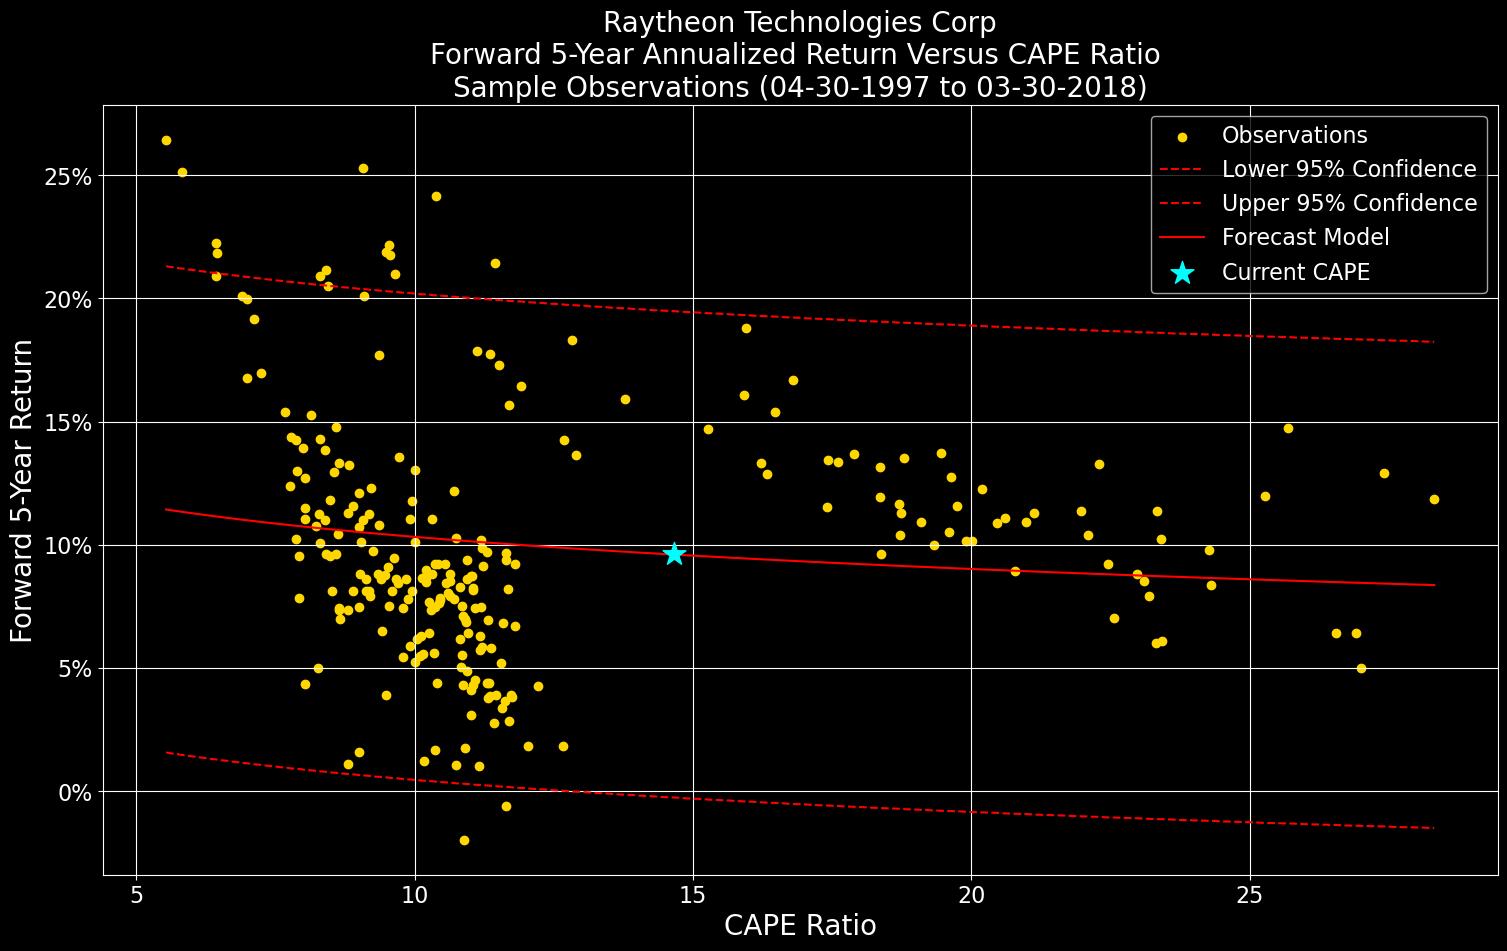 Raytheon Technologies Corp
Forward 5-Year Annualized Return Versus CAPE Ratio
Sample Observations (04-30-1997 to 03-30-2018)
Observations
Lower 95% Confidence
Upper 95% Confidence
Forecast Model
Current CAPE
Forward 5-Year Return
25%
20%
15%
10%
5%
0%
5
10
15
20
25
CAPE Ratio